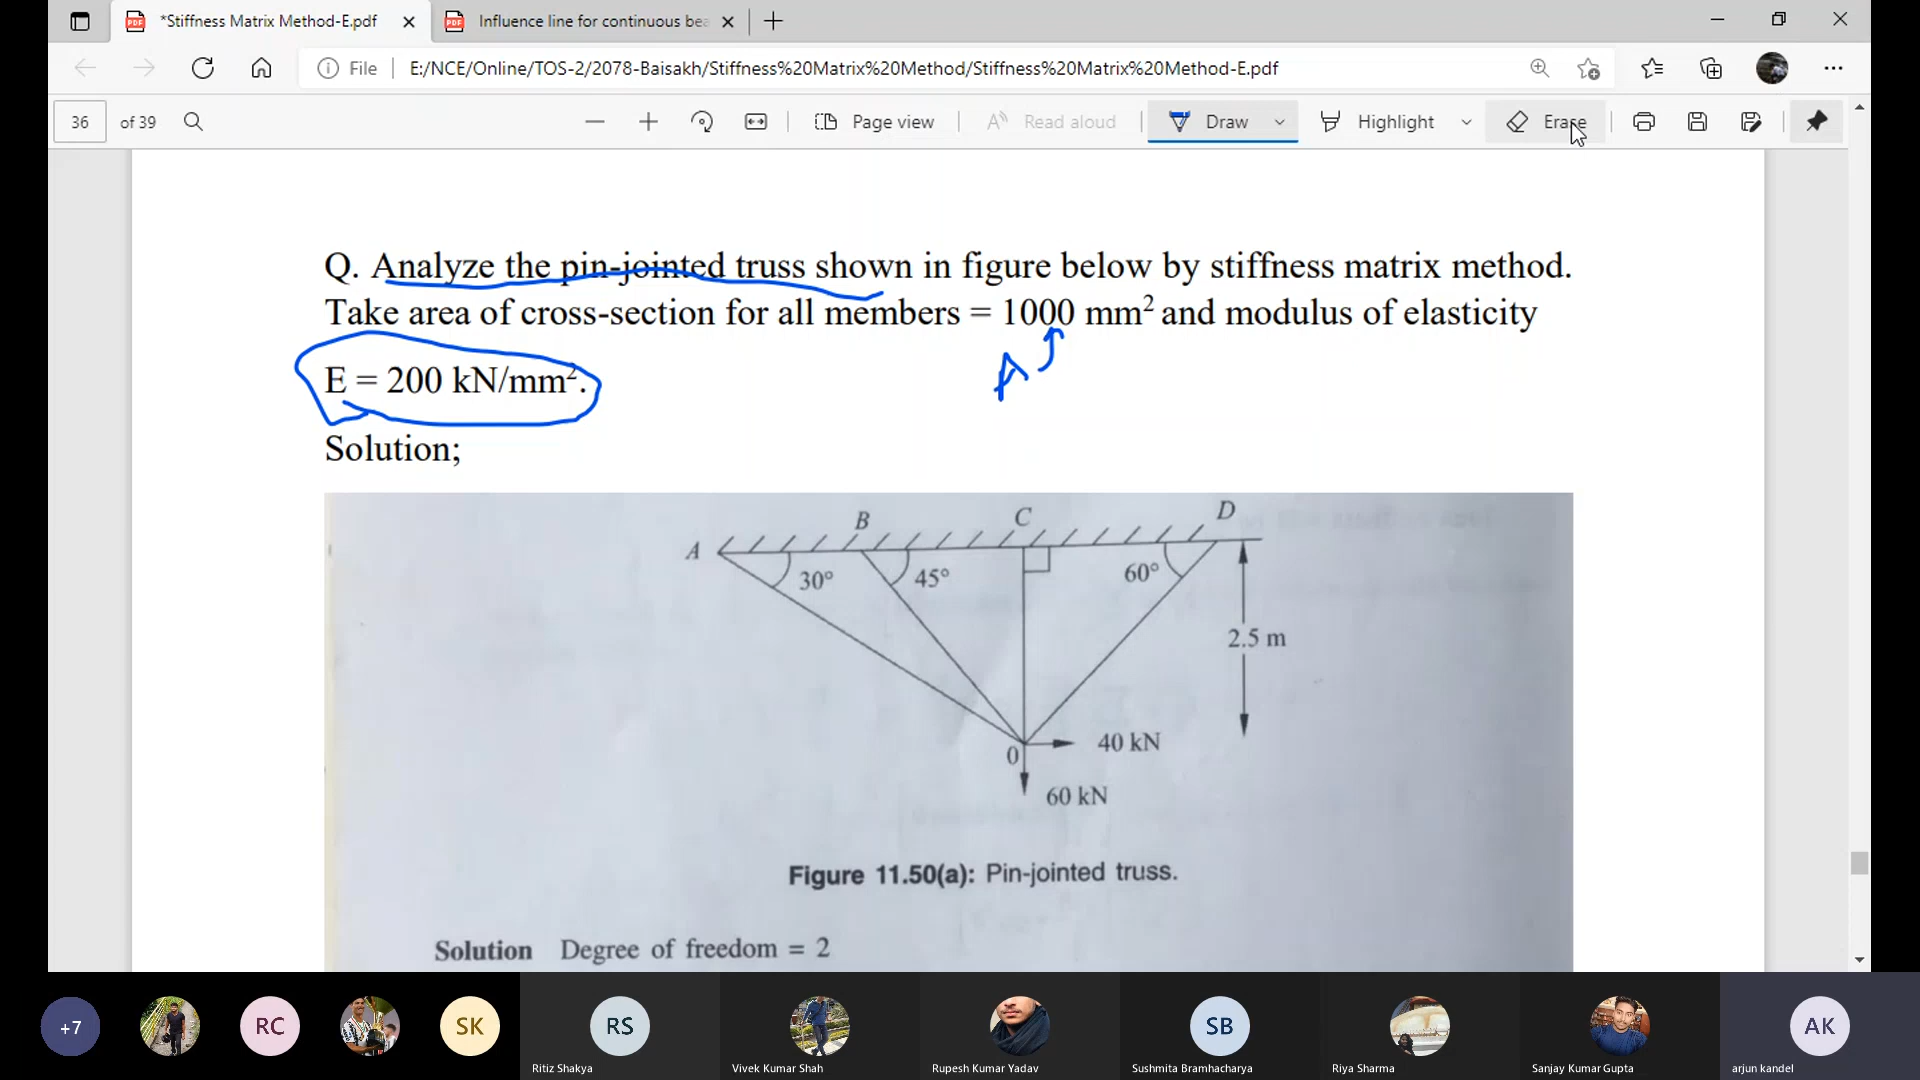 *Stiffness Matrix Method-E.pdf
Influence line for continuous bea
File
E:/NCE/Online/TOS-2/2078-Baisakh/Stiffness%20Matrix%20Method/Stiffness%20Matrix%20Method-E.pdf
36 of 39
Page view
Read aloud
Draw
Highlight
Erase
Q. Analyze the pin-jointed truss shown in figure below by stiffness matrix method.
Take area of cross-section for all members = 1000 mm² and modulus of elasticity
A
E = 200 kN/mm².
Solution;
A B C D
30° 45° 60°
2.5 m
0
40 kN
60 kN
Figure 11.50(a): Pin-jointed truss.
Solution Degree of freedom = 2
+7
RC
SK
RS
SB
AK
Ritiz Shakya
Vivek Kumar Shah
Rupesh Kumar Yadav
Sushmita Bramhacharya
Riya Sharma
Sanjay Kumar Gupta
arjun kandel